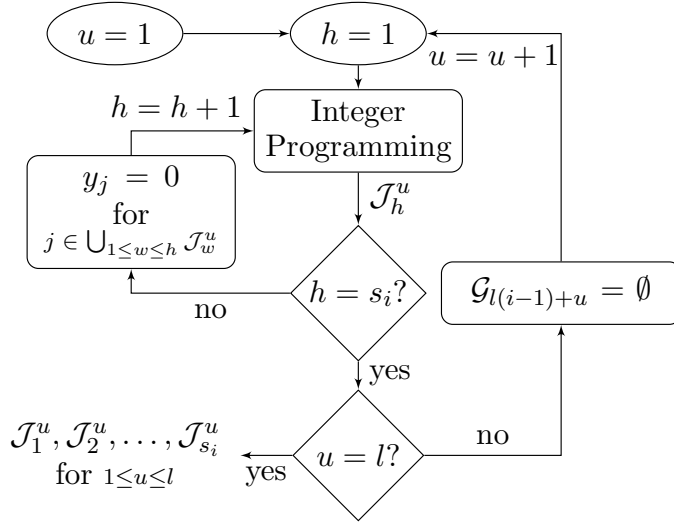 u = 1
h = 1
u = u + 1
h = h + 1
Integer
Programming
y_j = 0
for
j ∈ ⋃_{1≤w≤h} 𝒥_w^u
𝒥_h^u
h = s_i?
no
𝒢_{l(i−1)+u} = ∅
yes
𝒥_1^u, 𝒥_2^u, . . . , 𝒥_{s_i}^u
for 1≤u≤l
yes
u = l?
no